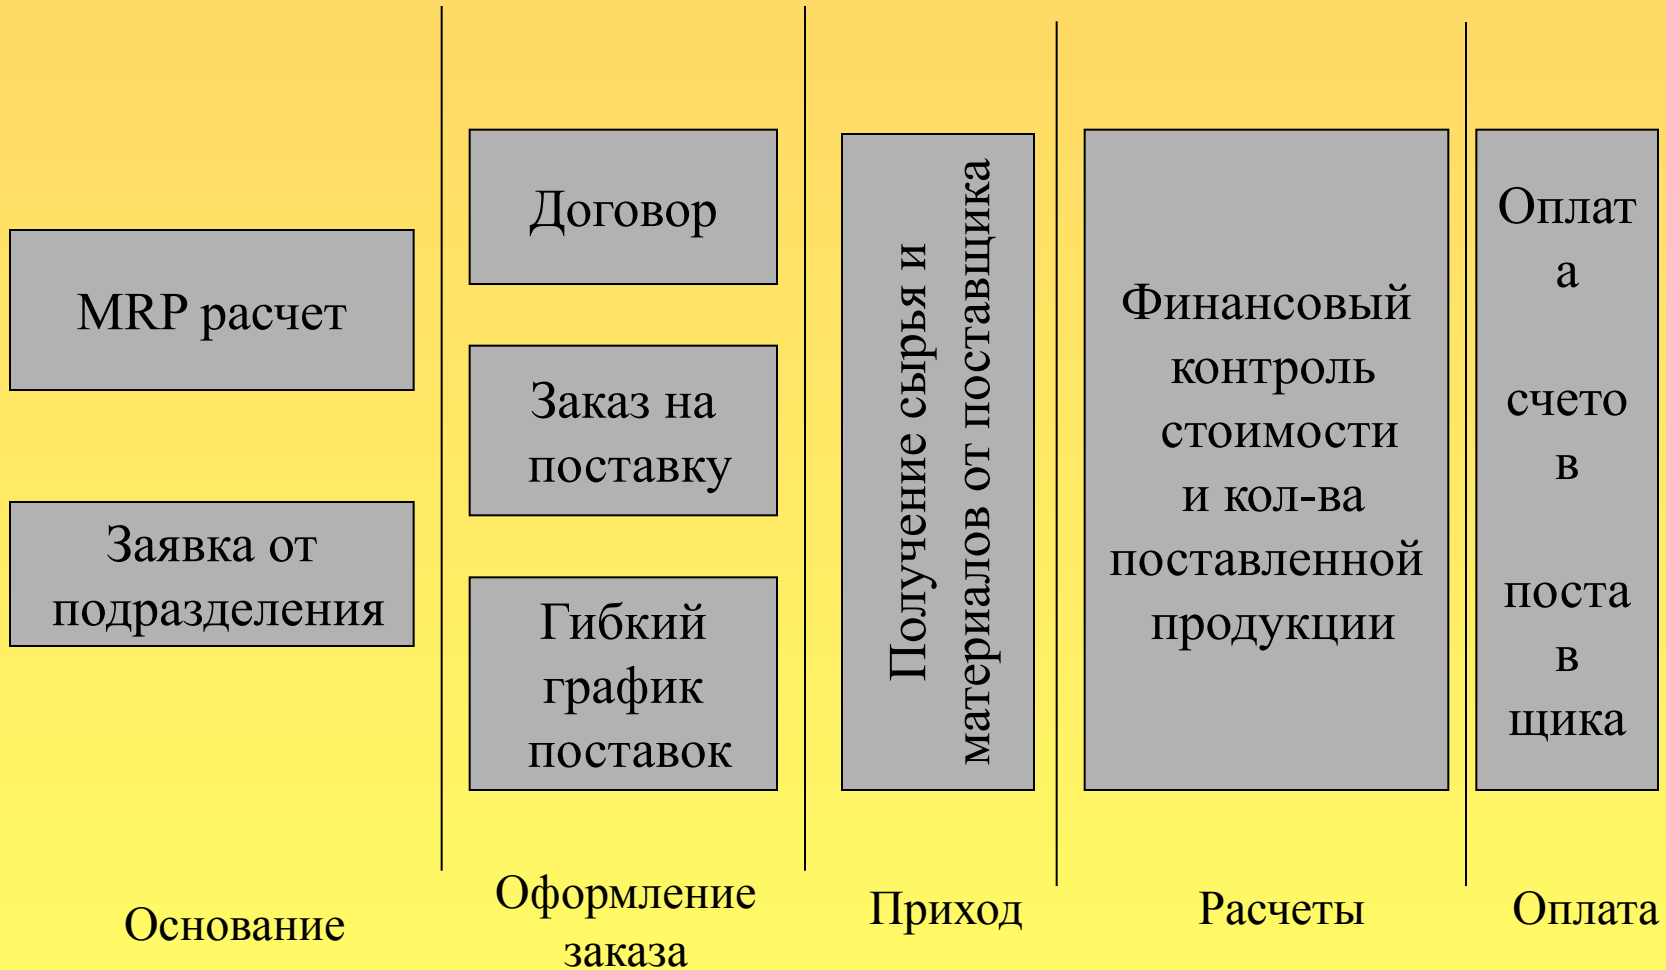 MRP расчет
Заявка от
подразделения
Договор
Заказ на
поставку
Гибкий
график
поставок
Получение сырья и
материалов от поставщика
Финансовый
контроль
стоимости
и кол-ва
поставленной
продукции
Оплат
а
счето
в
поста
в
щика
Основание
Оформление
заказа
Приход
Расчеты
Оплата